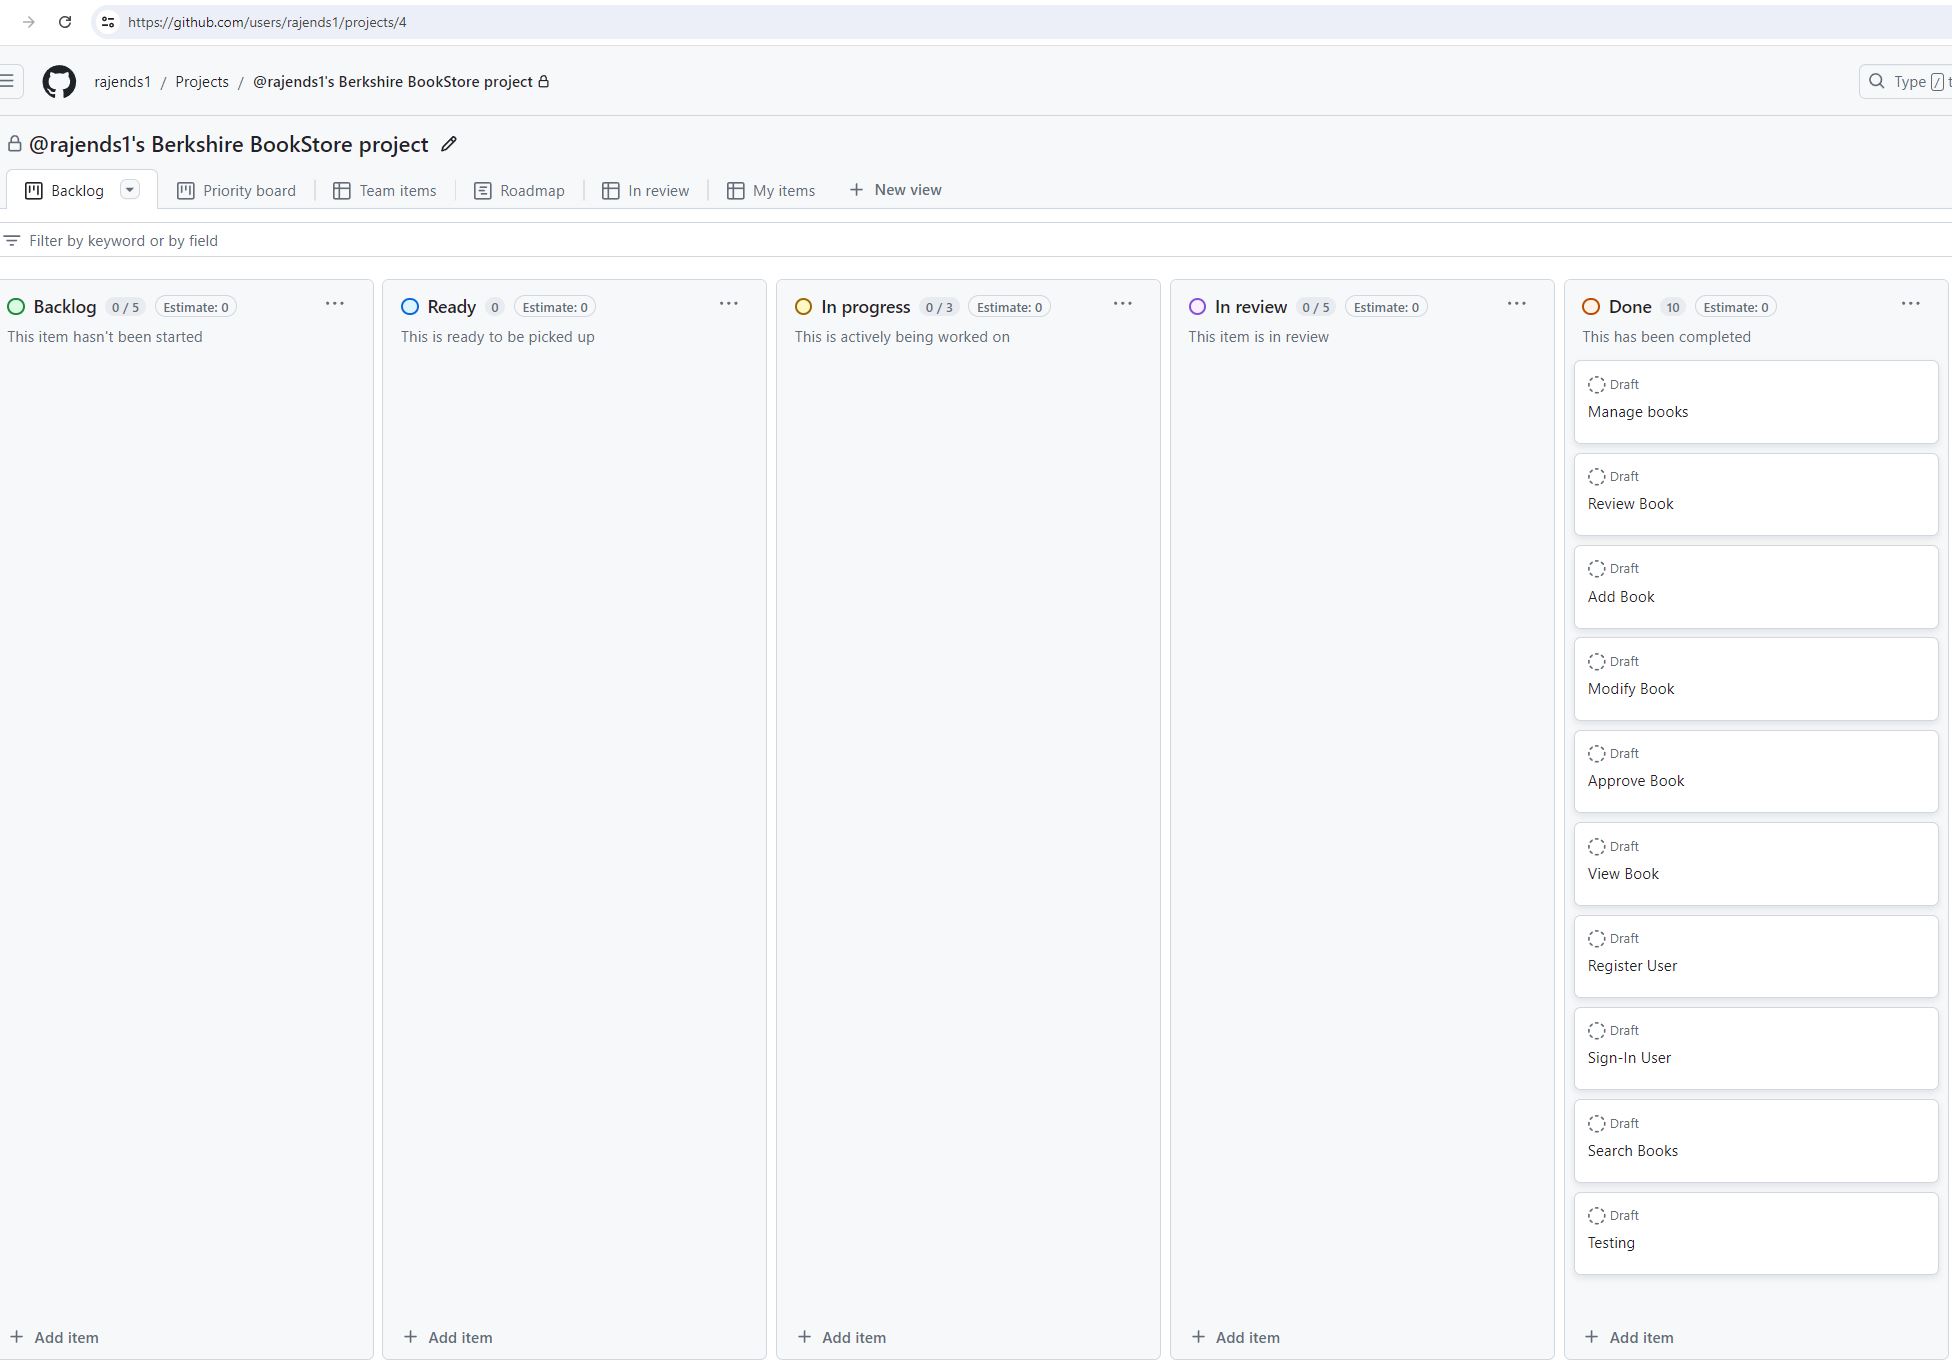 https://github.com/users/rajends1/projects/4
rajends1 / Projects / @rajends1's Berkshire BookStore project
Type / t
@rajends1's Berkshire BookStore project
Backlog Priority board Team items Roadmap In review My items + New view
Filter by keyword or by field
Backlog 0 / 5 Estimate: 0
This item hasn't been started
+ Add item
Ready 0 Estimate: 0
This is ready to be picked up
+ Add item
In progress 0 / 3 Estimate: 0
This is actively being worked on
+ Add item
In review 0 / 5 Estimate: 0
This item is in review
+ Add item
Done 10 Estimate: 0
This has been completed
Draft
Manage books
Draft
Review Book
Draft
Add Book
Draft
Modify Book
Draft
Approve Book
Draft
View Book
Draft
Register User
Draft
Sign-In User
Draft
Search Books
Draft
Testing
+ Add item